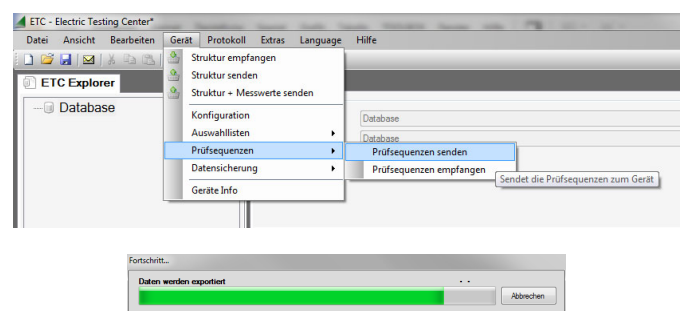 ETC - Electric Testing Center*
Datei Ansicht Bearbeiten Gerät Protokoll Extras Language Hilfe
Struktur empfangen
ETC Explorer
Struktur senden
Struktur + Messwerte senden
Database
Konfiguration
Database
Auswahllisten
Database
Prüfsequenzen
Prüfsequenzen senden
Datensicherung
Prüfsequenzen empfangen
Sendet die Prüfsequenzen zum Gerät
Geräte Info
Fortschritt...
Daten werden exportiert
Abbrechen